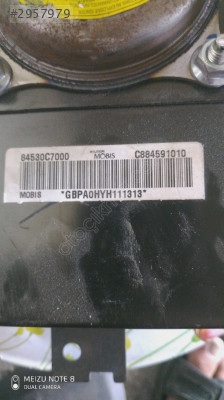 #2957979
84530C7000 MOBIS C884591010
MOBIS "GBPA0HYH111313"
MEIZU NOTE 8
DUAL CAMERA